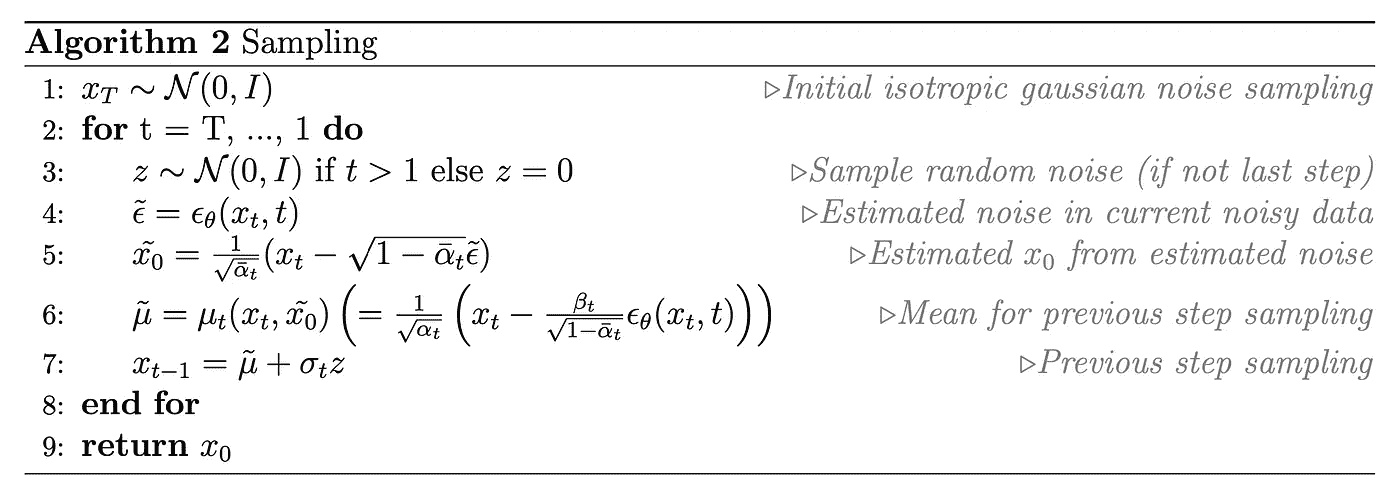 Algorithm 2 Sampling
1: x_T ∼ 𝒩(0, I) ▷Initial isotropic gaussian noise sampling
2: for t = T, ..., 1 do
3: z ∼ 𝒩(0, I) if t > 1 else z = 0 ▷Sample random noise (if not last step)
4: ϵ̃ = ϵ_θ(x_t, t) ▷Estimated noise in current noisy data
5: x̃_0 = 1/√ᾱ_t (x_t − √(1 − ᾱ_t) ϵ̃) ▷Estimated x_0 from estimated noise
6: μ̃ = μ_t(x_t, x̃_0) (= 1/√α_t (x_t − β_t/√(1−ᾱ_t) ϵ_θ(x_t, t))) ▷Mean for previous step sampling
7: x_{t−1} = μ̃ + σ_t z ▷Previous step sampling
8: end for
9: return x_0